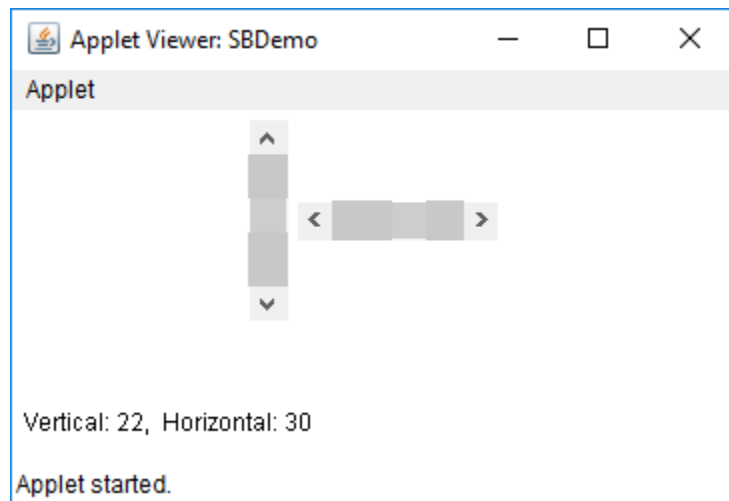 Applet Viewer: SBDemo
Applet
Vertical: 22, Horizontal: 30
Applet started.